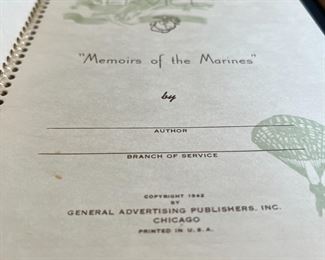 "Memoirs of the Marines"
by
AUTHOR
BRANCH OF SERVICE
COPYRIGHT 1942
BY
GENERAL ADVERTISING PUBLISHERS, INC.
CHICAGO
PRINTED IN U.S.A.